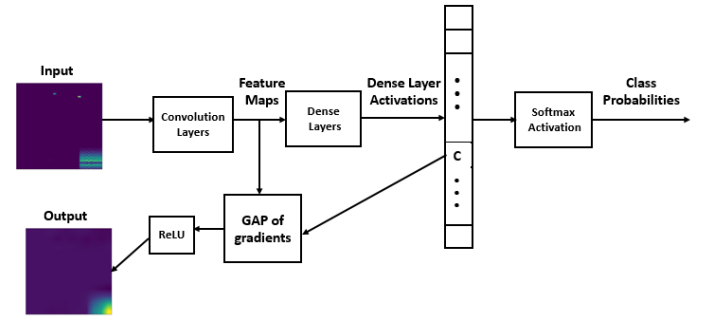 Input
Convolution
Layers
Feature
Maps
Dense
Layers
Dense Layer
Activations
C
Softmax
Activation
Class
Probabilities
GAP of
gradients
ReLU
Output